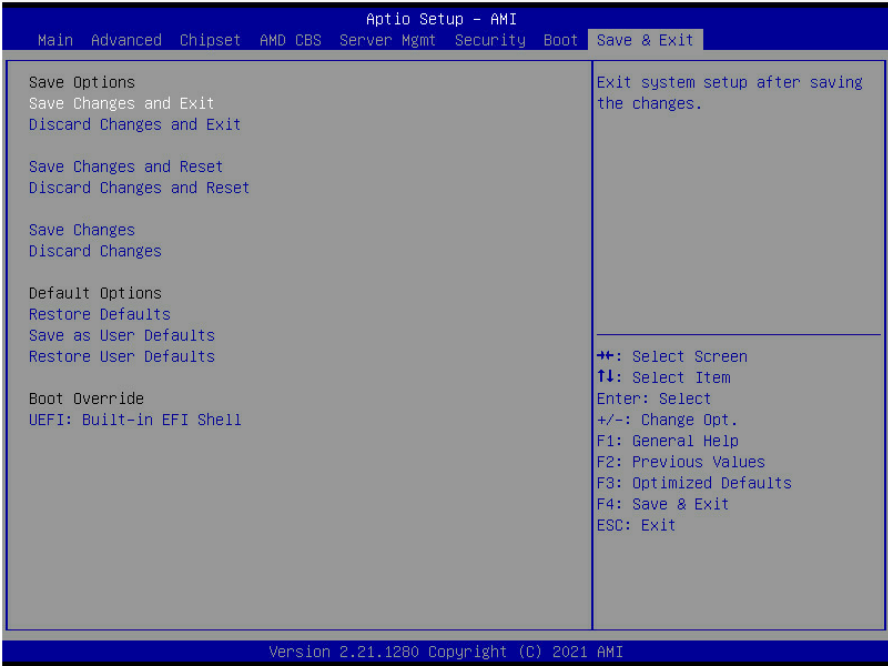 Aptio Setup – AMI
Main Advanced Chipset AMD CBS Server Mgmt Security Boot Save & Exit
Save Options
Save Changes and Exit
Discard Changes and Exit
Save Changes and Reset
Discard Changes and Reset
Save Changes
Discard Changes
Default Options
Restore Defaults
Save as User Defaults
Restore User Defaults
Boot Override
UEFI: Built-in EFI Shell
Exit system setup after saving
the changes.
→←: Select Screen
↑↓: Select Item
Enter: Select
+/-: Change Opt.
F1: General Help
F2: Previous Values
F3: Optimized Defaults
F4: Save & Exit
ESC: Exit
Version 2.21.1280 Copyright (C) 2021 AMI